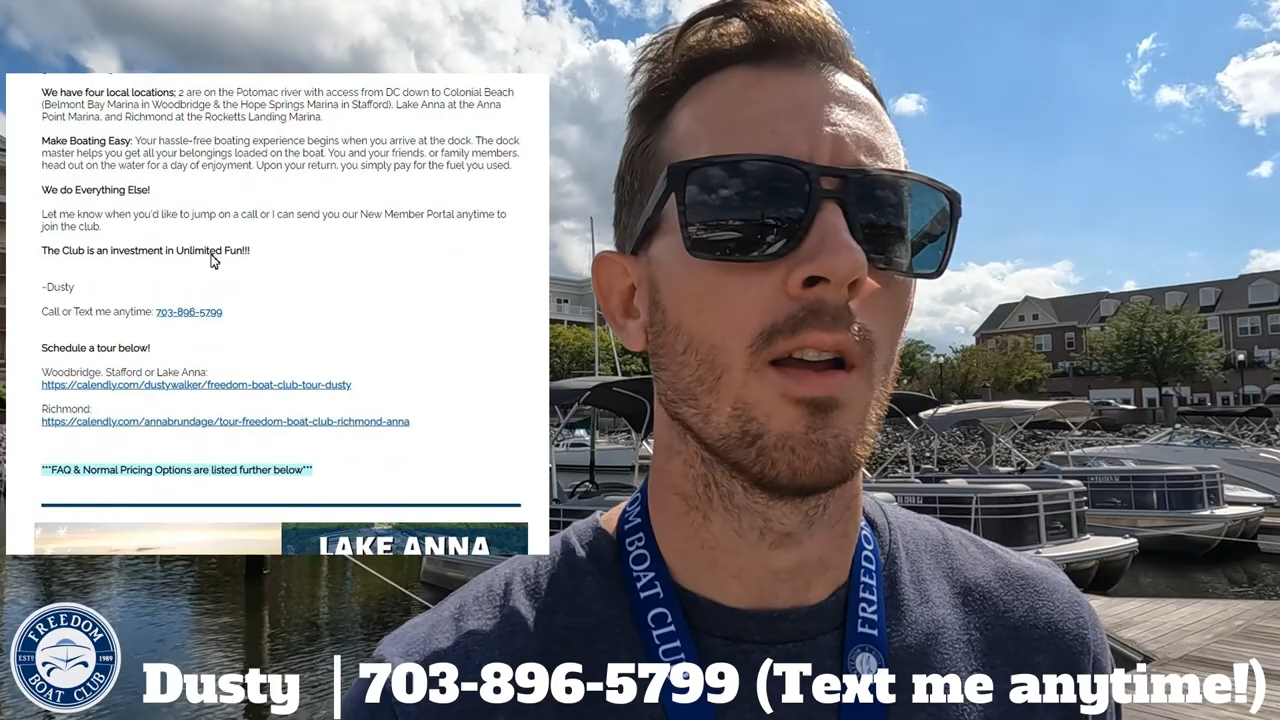 We have four local locations; 2 are on the Potomac river with access from DC down to Colonial Beach
(Belmont Bay Marina in Woodbridge & the Hope Springs Marina in Stafford), Lake Anna at the Anna
Point Marina, and Richmond at the Rocketts Landing Marina.
Make Boating Easy: Your hassle-free boating experience begins when you arrive at the dock. The dock
master helps you get all your belongings loaded on the boat. You and your friends, or family members,
head out on the water for a day of enjoyment. Upon your return, you simply pay for the fuel you used.
We do Everything Else!
Let me know when you'd like to jump on a call or I can send you our New Member Portal anytime to
join the club.
The Club is an investment in Unlimited Fun!!!
~Dusty
Call or Text me anytime: 703-896-5799
Schedule a tour below!
Woodbridge, Stafford or Lake Anna:
https://calendly.com/dustywalker/freedom-boat-club-tour-dusty
Richmond:
https://calendly.com/annabrundage/tour-freedom-boat-club-richmond-anna
***FAQ & Normal Pricing Options are listed further below***
LAKE ANNA
OM BOAT CLU
FREEDO
FREEDOM
ESTD 1989
BOAT CLUB
Dusty | 703-896-5799 (Text me anytime!)